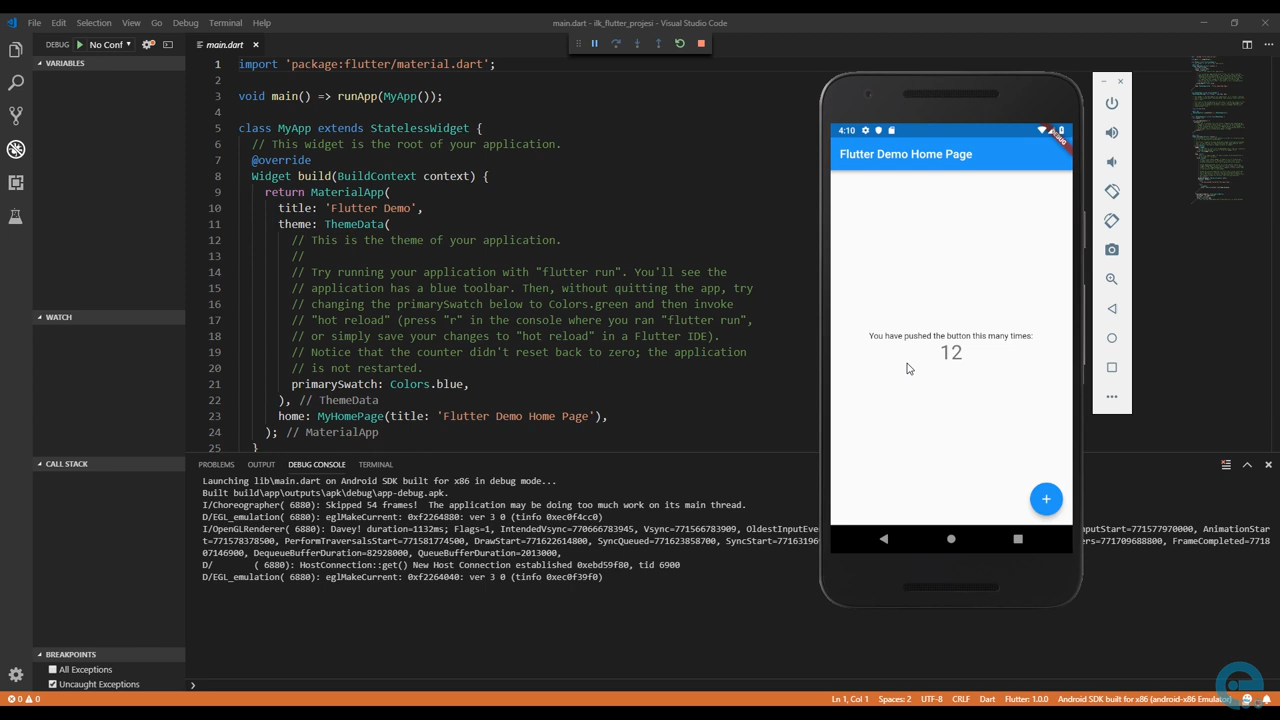 File Edit Selection View Go Debug Terminal Help
main.dart - ilk_flutter_projesi - Visual Studio Code
DEBUG No Conf
main.dart
VARIABLES
WATCH
CALL STACK
BREAKPOINTS
All Exceptions
Uncaught Exceptions
1 import 'package:flutter/material.dart';
2
3 void main() => runApp(MyApp());
4
5 class MyApp extends StatelessWidget {
6 // This widget is the root of your application.
7 @override
8 Widget build(BuildContext context) {
9 return MaterialApp(
10 title: 'Flutter Demo',
11 theme: ThemeData(
12 // This is the theme of your application.
13 //
14 // Try running your application with "flutter run". You'll see the
15 // application has a blue toolbar. Then, without quitting the app, try
16 // changing the primarySwatch below to Colors.green and then invoke
17 // "hot reload" (press "r" in the console where you ran "flutter run",
18 // or simply save your changes to "hot reload" in a Flutter IDE).
19 // Notice that the counter didn't reset back to zero; the application
20 // is not restarted.
21 primarySwatch: Colors.blue,
22 ), // ThemeData
23 home: MyHomePage(title: 'Flutter Demo Home Page'),
24 ); // MaterialApp
25 }
4:10
Flutter Demo Home Page
You have pushed the button this many times:
12
PROBLEMS OUTPUT DEBUG CONSOLE TERMINAL
Launching lib\main.dart on Android SDK built for x86 in debug mode...
Built build\app\outputs\apk\debug\app-debug.apk.
I/Choreographer( 6880): Skipped 54 frames! The application may be doing too much work on its main thread.
D/EGL_emulation( 6880): eglMakeCurrent: 0xf2264880: ver 3 0 (tinfo 0xec0f4cc0)
I/OpenGLRenderer( 6880): Davey! duration=1132ms; Flags=1, IntendedVsync=770666783945, Vsync=771566783909, OldestInputEve nputStart=771577970000, AnimationStar
t=771578378500, PerformTraversalsStart=771581774500, DrawStart=771622614800, SyncQueued=771623858700, SyncStart=77163196 ers=771709688800, FrameCompleted=7718
07146900, DequeueBufferDuration=82928000, QueueBufferDuration=2013000,
D/ ( 6880): HostConnection::get() New Host Connection established 0xebd59f80, tid 6900
D/EGL_emulation( 6880): eglMakeCurrent: 0xf2264040: ver 3 0 (tinfo 0xec0f39f0)
0 0 Ln 1, Col 1 Spaces: 2 UTF-8 CRLF Dart Flutter: 1.0.0 Android SDK built for x86 (android-x86 Emulator)